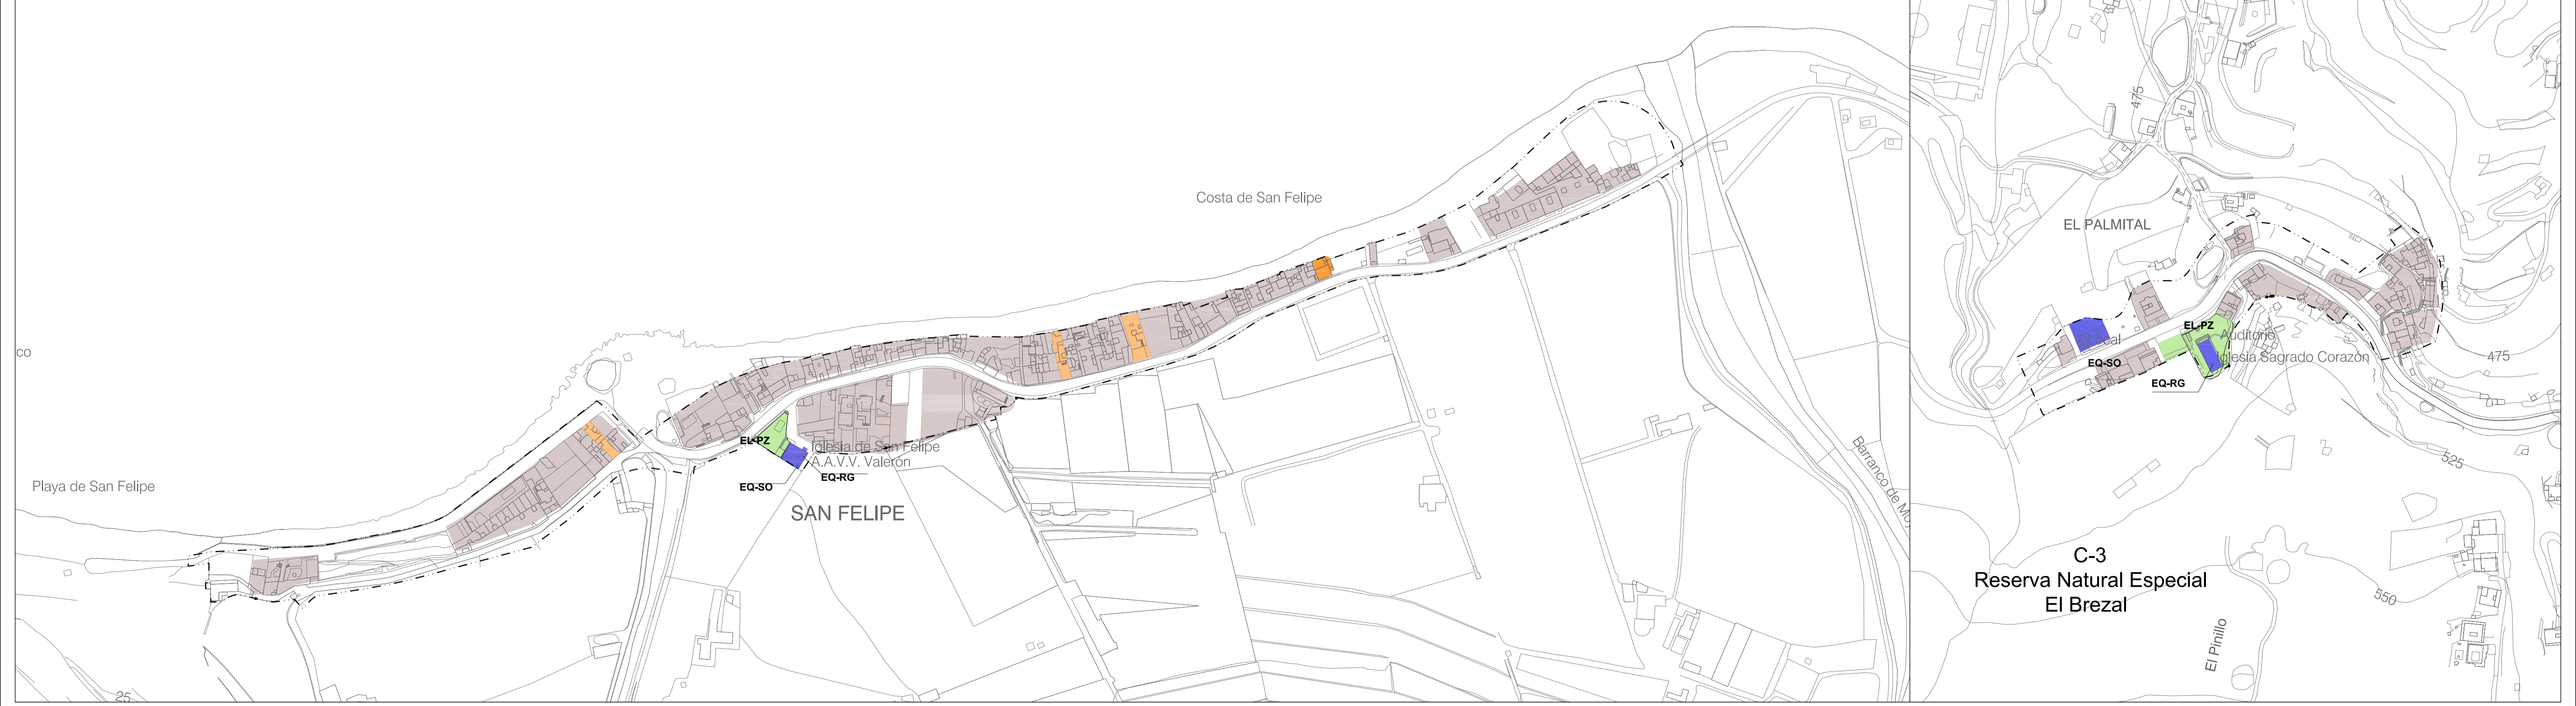 Costa de San Felipe
CO
Playa de San Felipe
EL-PZ
Iglesia de San Felipe
A.A.V.V. Valerón
EQ-SO
EQ-RG
SAN FELIPE
25
Barranco de
475
EL PALMITAL
EL-PZ
Auditorio
Iglesia Sagrado Corazón
EQ-SO
EQ-RG
475
525
C-3
Reserva Natural Especial
El Brezal
550
El Pinillo